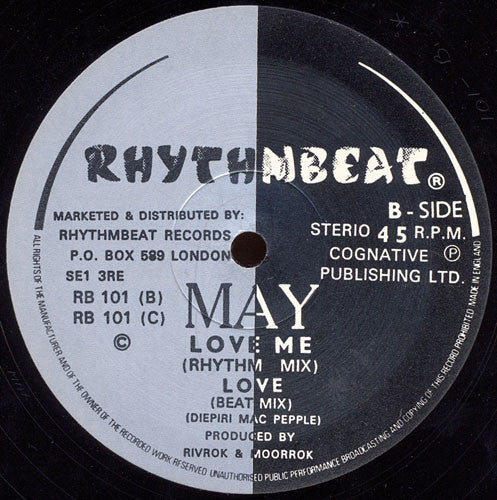 RHYTHMBEAT®
MARKETED & DISTRIBUTED BY:
RHYTHMBEAT RECORDS
P.O. BOX 589 LONDON
SE1 3RE
RB 101 (B)
RB 101 (C)
©
B - SIDE
STERIO 45 R.P.M.
COGNATIVE ℗
PUBLISHING LTD.
MAY
LOVE ME
(RHYTHM MIX)
LOVE
(BEAT MIX)
(DIEPIRI MAC PEPPLE)
PRODUCED BY
RIVROK & MOORROK
ALL RIGHTS OF THE MANUFACTURER AND OF THE OWNER OF THE RECORDED WORK RESERVED UNAUTHORISED PUBLIC PERFORMANCE BROADCASTING AND COPYING OF THIS RECORD PROHIBITED MADE IN ENGLAND